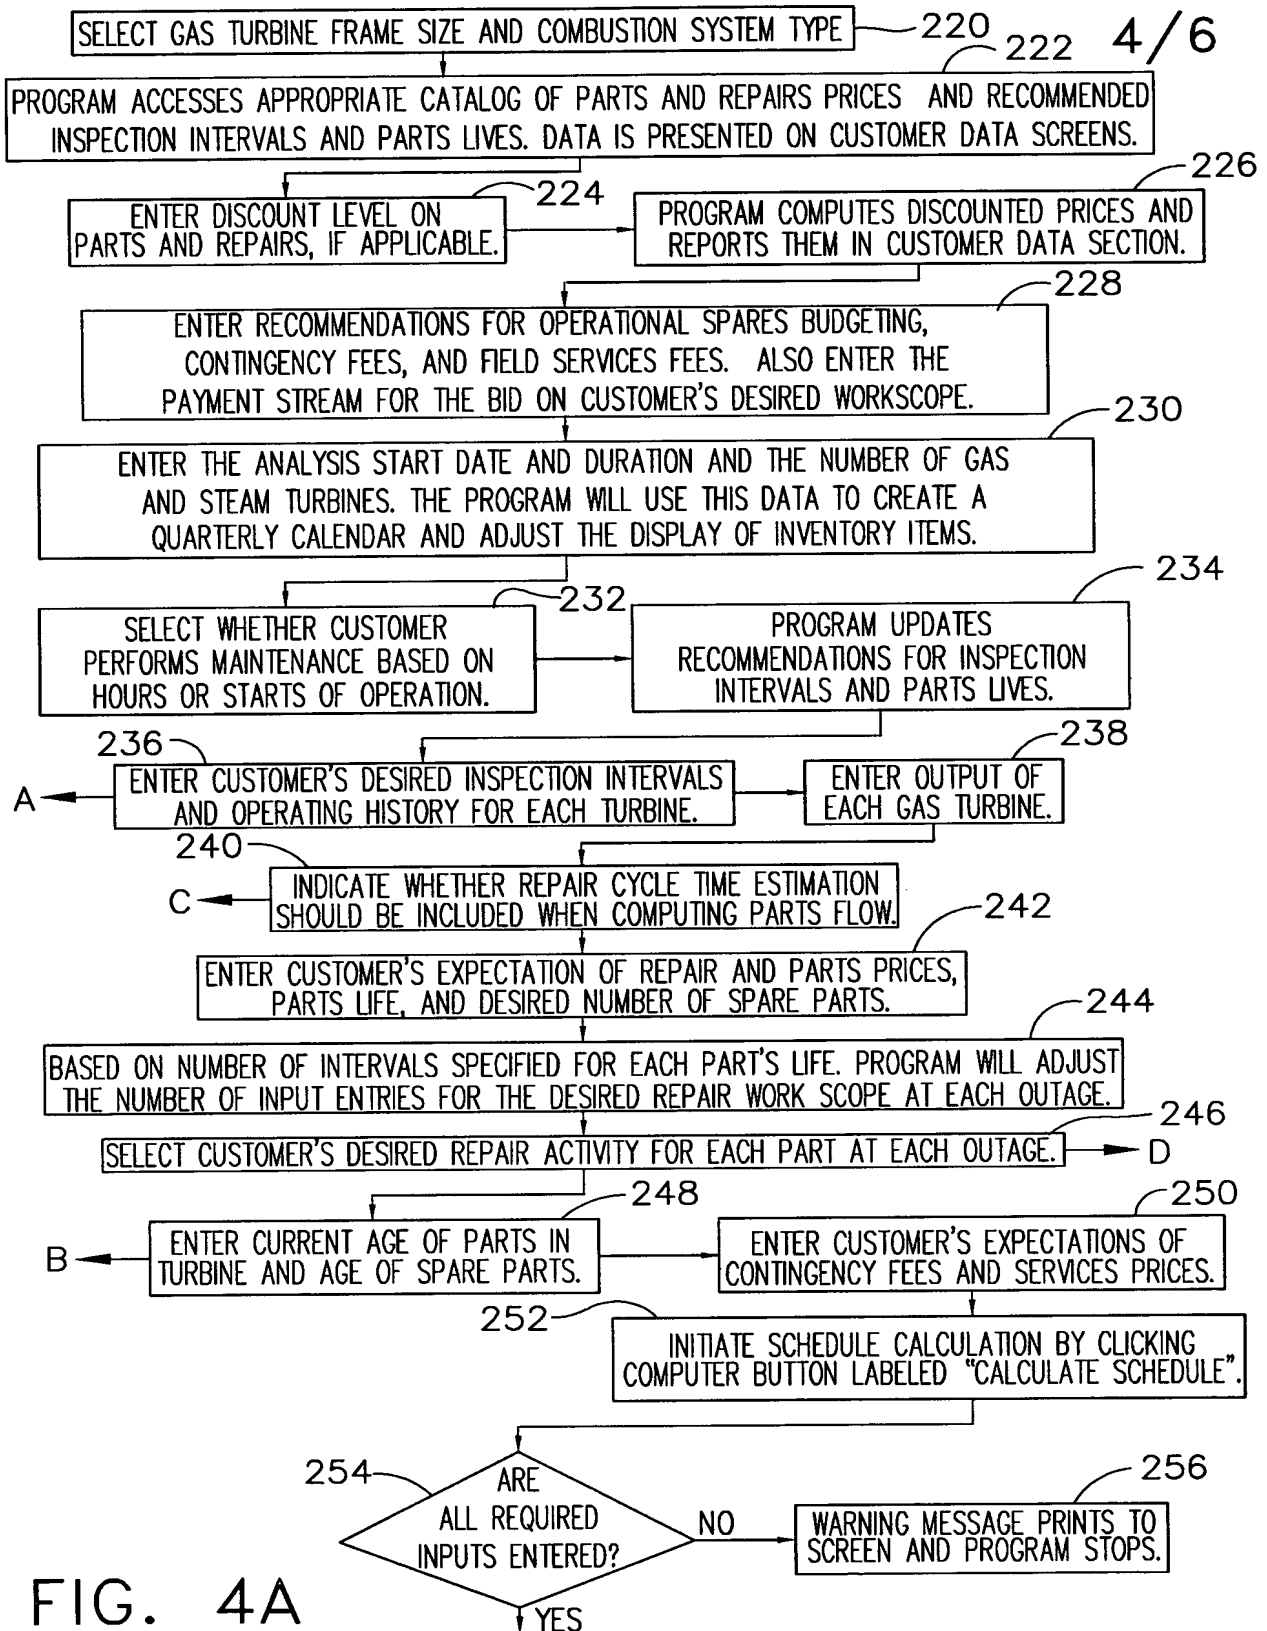 SELECT GAS TURBINE FRAME SIZE AND COMBUSTION SYSTEM TYPE
220
4/6
222
PROGRAM ACCESSES APPROPRIATE CATALOG OF PARTS AND REPAIRS PRICES AND RECOMMENDED
INSPECTION INTERVALS AND PARTS LIVES. DATA IS PRESENTED ON CUSTOMER DATA SCREENS.
224
ENTER DISCOUNT LEVEL ON
PARTS AND REPAIRS, IF APPLICABLE.
226
PROGRAM COMPUTES DISCOUNTED PRICES AND
REPORTS THEM IN CUSTOMER DATA SECTION.
228
ENTER RECOMMENDATIONS FOR OPERATIONAL SPARES BUDGETING,
CONTINGENCY FEES, AND FIELD SERVICES FEES. ALSO ENTER THE
PAYMENT STREAM FOR THE BID ON CUSTOMER'S DESIRED WORKSCOPE.
230
ENTER THE ANALYSIS START DATE AND DURATION AND THE NUMBER OF GAS
AND STEAM TURBINES. THE PROGRAM WILL USE THIS DATA TO CREATE A
QUARTERLY CALENDAR AND ADJUST THE DISPLAY OF INVENTORY ITEMS.
232
SELECT WHETHER CUSTOMER
PERFORMS MAINTENANCE BASED ON
HOURS OR STARTS OF OPERATION.
234
PROGRAM UPDATES
RECOMMENDATIONS FOR INSPECTION
INTERVALS AND PARTS LIVES.
236
A
ENTER CUSTOMER'S DESIRED INSPECTION INTERVALS
AND OPERATING HISTORY FOR EACH TURBINE.
238
ENTER OUTPUT OF
EACH GAS TURBINE.
240
C
INDICATE WHETHER REPAIR CYCLE TIME ESTIMATION
SHOULD BE INCLUDED WHEN COMPUTING PARTS FLOW.
242
ENTER CUSTOMER'S EXPECTATION OF REPAIR AND PARTS PRICES,
PARTS LIFE, AND DESIRED NUMBER OF SPARE PARTS.
244
BASED ON NUMBER OF INTERVALS SPECIFIED FOR EACH PART'S LIFE. PROGRAM WILL ADJUST
THE NUMBER OF INPUT ENTRIES FOR THE DESIRED REPAIR WORK SCOPE AT EACH OUTAGE.
246
SELECT CUSTOMER'S DESIRED REPAIR ACTIVITY FOR EACH PART AT EACH OUTAGE.
D
248
B
ENTER CURRENT AGE OF PARTS IN
TURBINE AND AGE OF SPARE PARTS.
250
ENTER CUSTOMER'S EXPECTATIONS OF
CONTINGENCY FEES AND SERVICES PRICES.
252
INITIATE SCHEDULE CALCULATION BY CLICKING
COMPUTER BUTTON LABELED "CALCULATE SCHEDULE".
254
ARE
ALL REQUIRED
INPUTS ENTERED?
NO
256
WARNING MESSAGE PRINTS TO
SCREEN AND PROGRAM STOPS.
YES
FIG. 4A